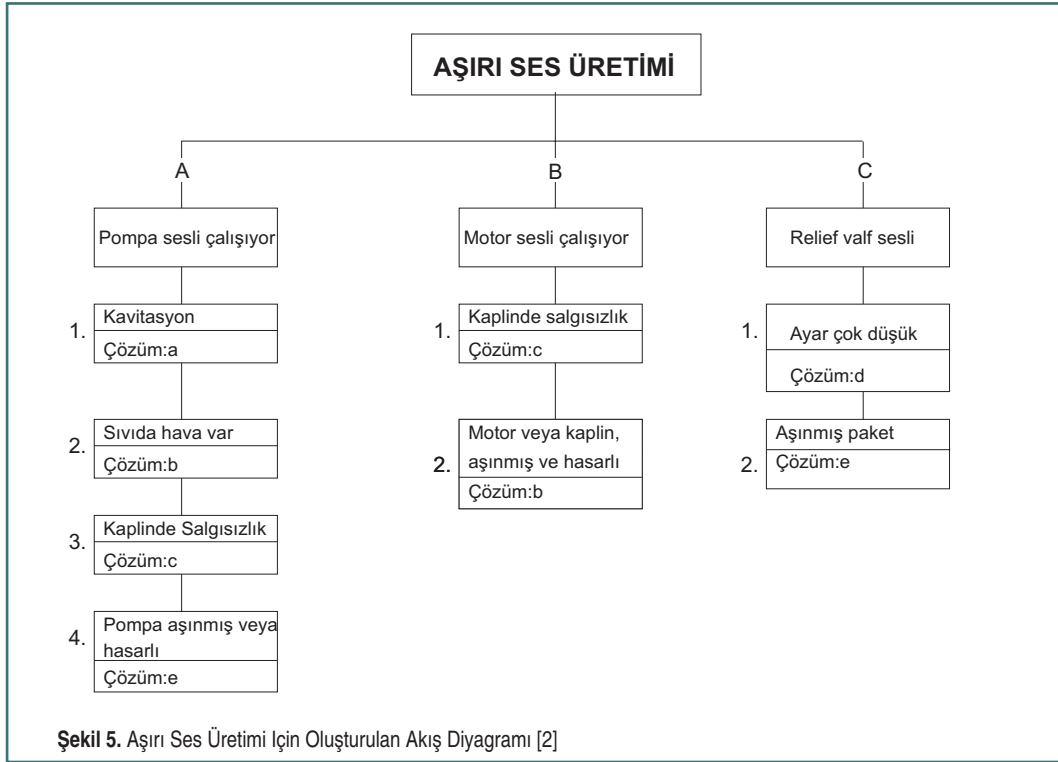 AŞIRI SES ÜRETİMİ
A
Pompa sesli çalışıyor
1.
Kavitasyon
Çözüm:a
2.
Sıvıda hava var
Çözüm:b
3.
Kaplinde Salgısızlık
Çözüm:c
4.
Pompa aşınmış veya
hasarlı
Çözüm:e
B
Motor sesli çalışıyor
1.
Kaplinde salgısızlık
Çözüm:c
2.
Motor veya kaplin,
aşınmış ve hasarlı
Çözüm:b
C
Relief valf sesli
1.
Ayar çok düşük
Çözüm:d
2.
Aşınmış paket
Çözüm:e
Şekil 5. Aşırı Ses Üretimi Için Oluşturulan Akış Diyagramı [2]